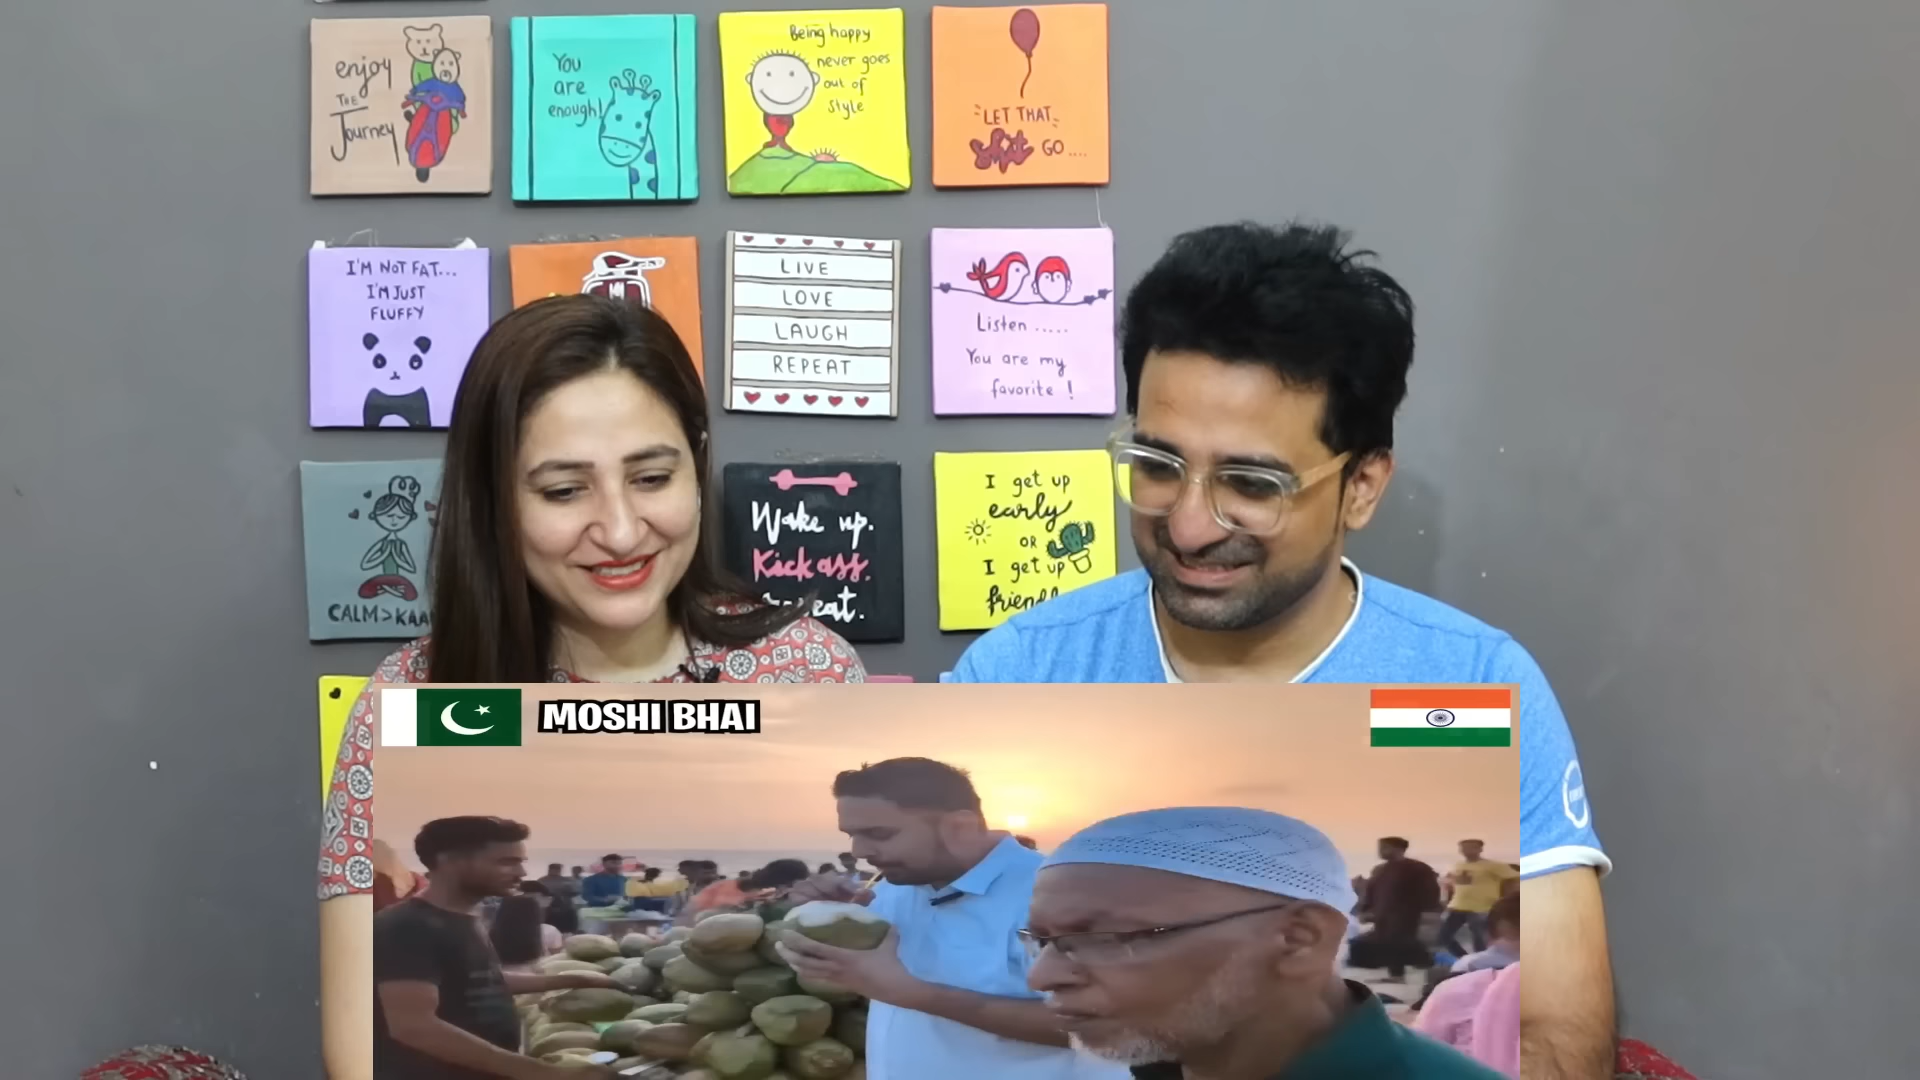 enjoy
THE
Journey
You
are
enough!
Being happy
never goes
out of
style
LET THAT
shit GO ....
I'M NOT FAT...
I'M JUST
FLUFFY
LIVE
LOVE
LAUGH
REPEAT
Listen .....
You are my
favorite !
CALM>KAA
Wake up.
Kick ass.
I get up
early
OR
I get up
MOSHI BHAI